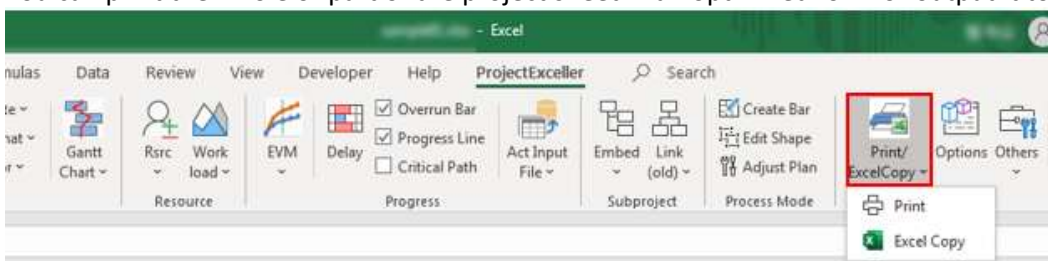 - Excel
Data Review View Developer Help ProjectExceller Search
Gantt
Chart
Rsrc
Work
load
Resource
EVM
Delay
Overrun Bar
Progress Line
Critical Path
Act Input
File
Progress
Embed
Link
(old)
Subproject
Create Bar
Edit Shape
Adjust Plan
Process Mode
Print/
ExcelCopy
Options
Others
Print
Excel Copy